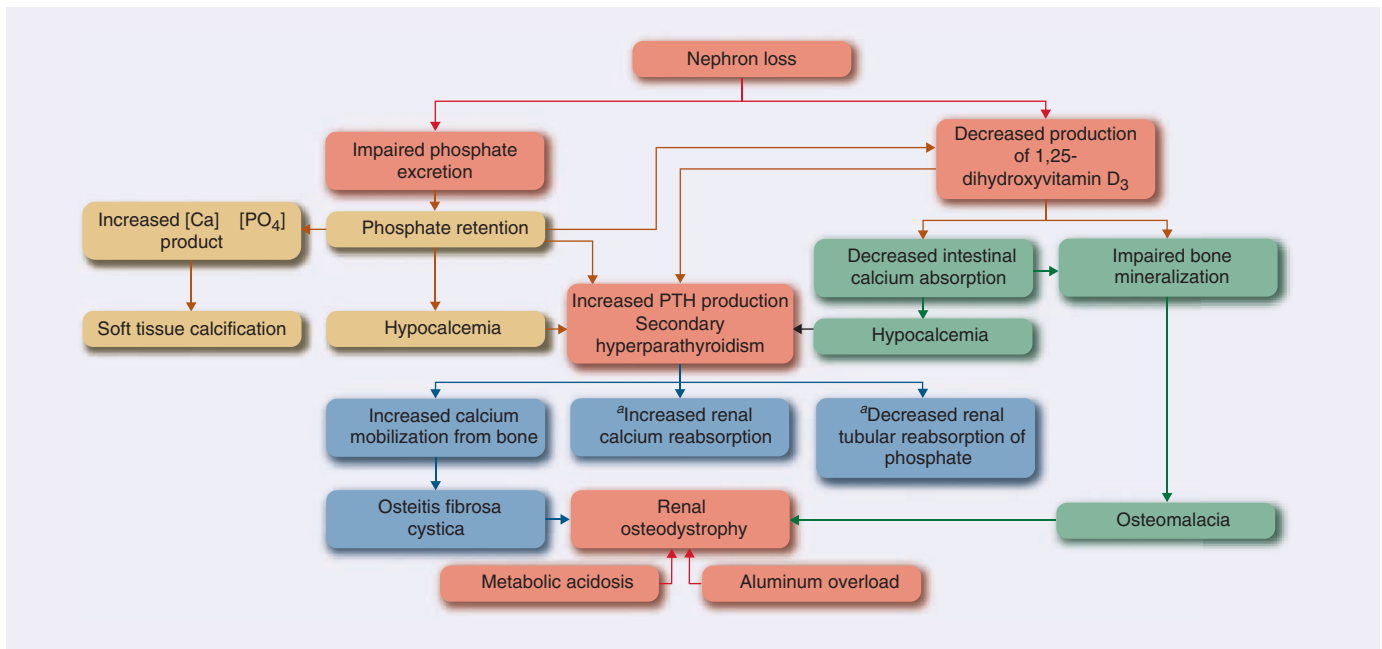 Nephron loss
Impaired phosphate
excretion
Decreased production
of 1,25-
dihydroxyvitamin D3
Increased [Ca] [PO4]
product
Phosphate retention
Decreased intestinal
calcium absorption
Impaired bone
mineralization
Soft tissue calcification
Hypocalcemia
Increased PTH production
Secondary
hyperparathyroidism
Hypocalcemia
Increased calcium
mobilization from bone
aIncreased renal
calcium reabsorption
aDecreased renal
tubular reabsorption of
phosphate
Osteitis fibrosa
cystica
Renal
osteodystrophy
Osteomalacia
Metabolic acidosis
Aluminum overload